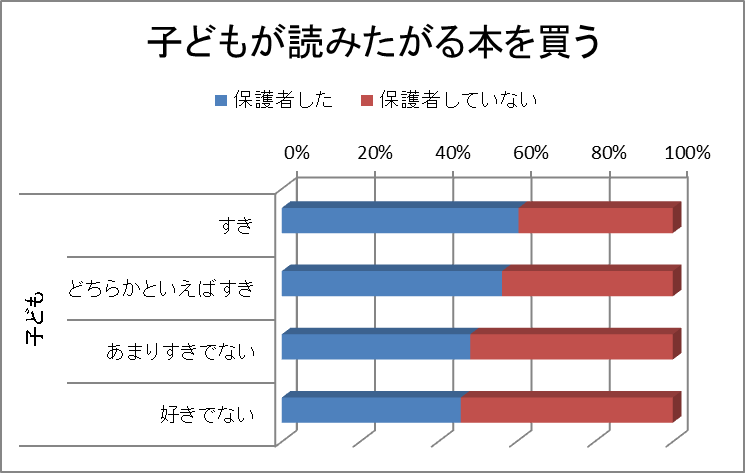 子どもが読みたがる本を買う
保護者した 保護者していない
0% 20% 40% 60% 80% 100%
子ども
すき
どちらかといえばすき
あまりすきでない
好きでない